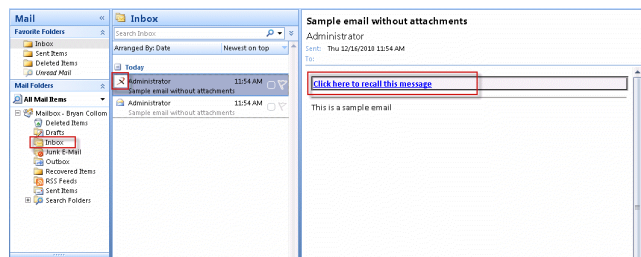 Mail «
Favorite Folders
Inbox
Sent Items
Deleted Items
Unread Mail
Mail Folders
All Mail Items
Mailbox - Bryan Collom
Deleted Items
Drafts
Inbox
Junk E-Mail
Outbox
Recovered Items
RSS Feeds
Sent Items
Search Folders
Inbox
Search Inbox
Arranged By: Date Newest on top
Today
Administrator 11:54 AM
Sample email without attachments
Administrator 11:54 AM
Sample email without attachments
Sample email without attachments
Administrator
Sent: Thu 12/16/2010 11:54 AM
To:
Click here to recall this message
This is a sample email